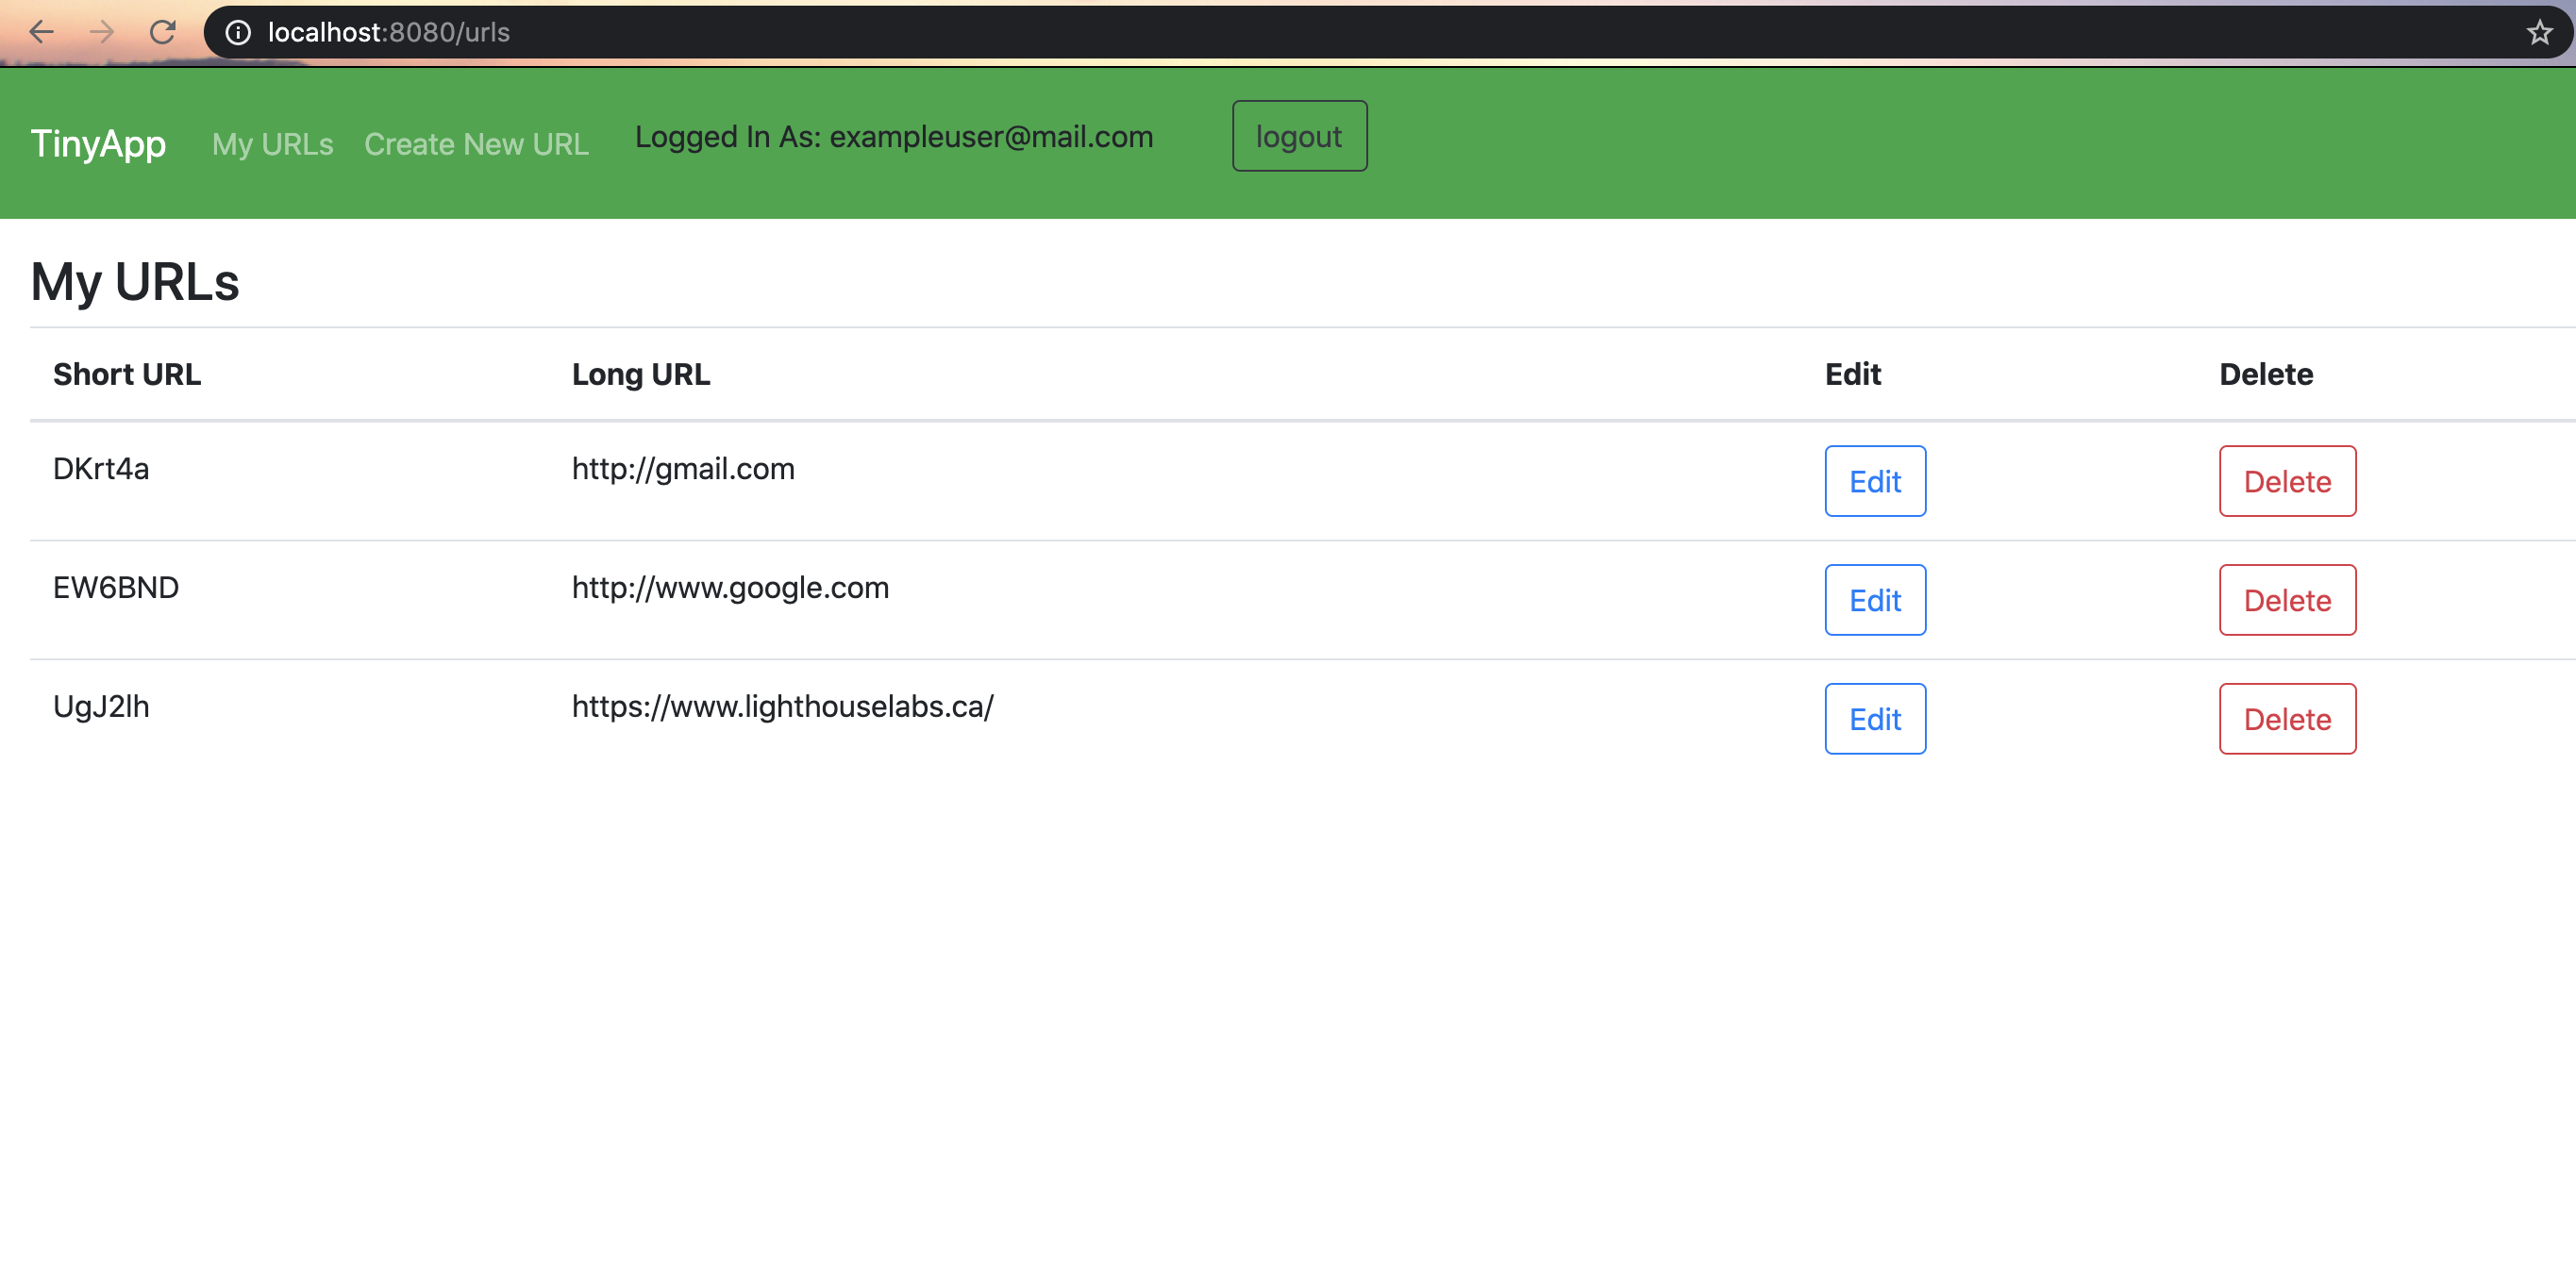 localhost:8080/urls
TinyApp My URLs Create New URL Logged In As: exampleuser@mail.com logout
My URLs
Short URL Long URL Edit Delete
DKrt4a http://gmail.com Edit Delete
EW6BND http://www.google.com Edit Delete
UgJ2lh https://www.lighthouselabs.ca/ Edit Delete